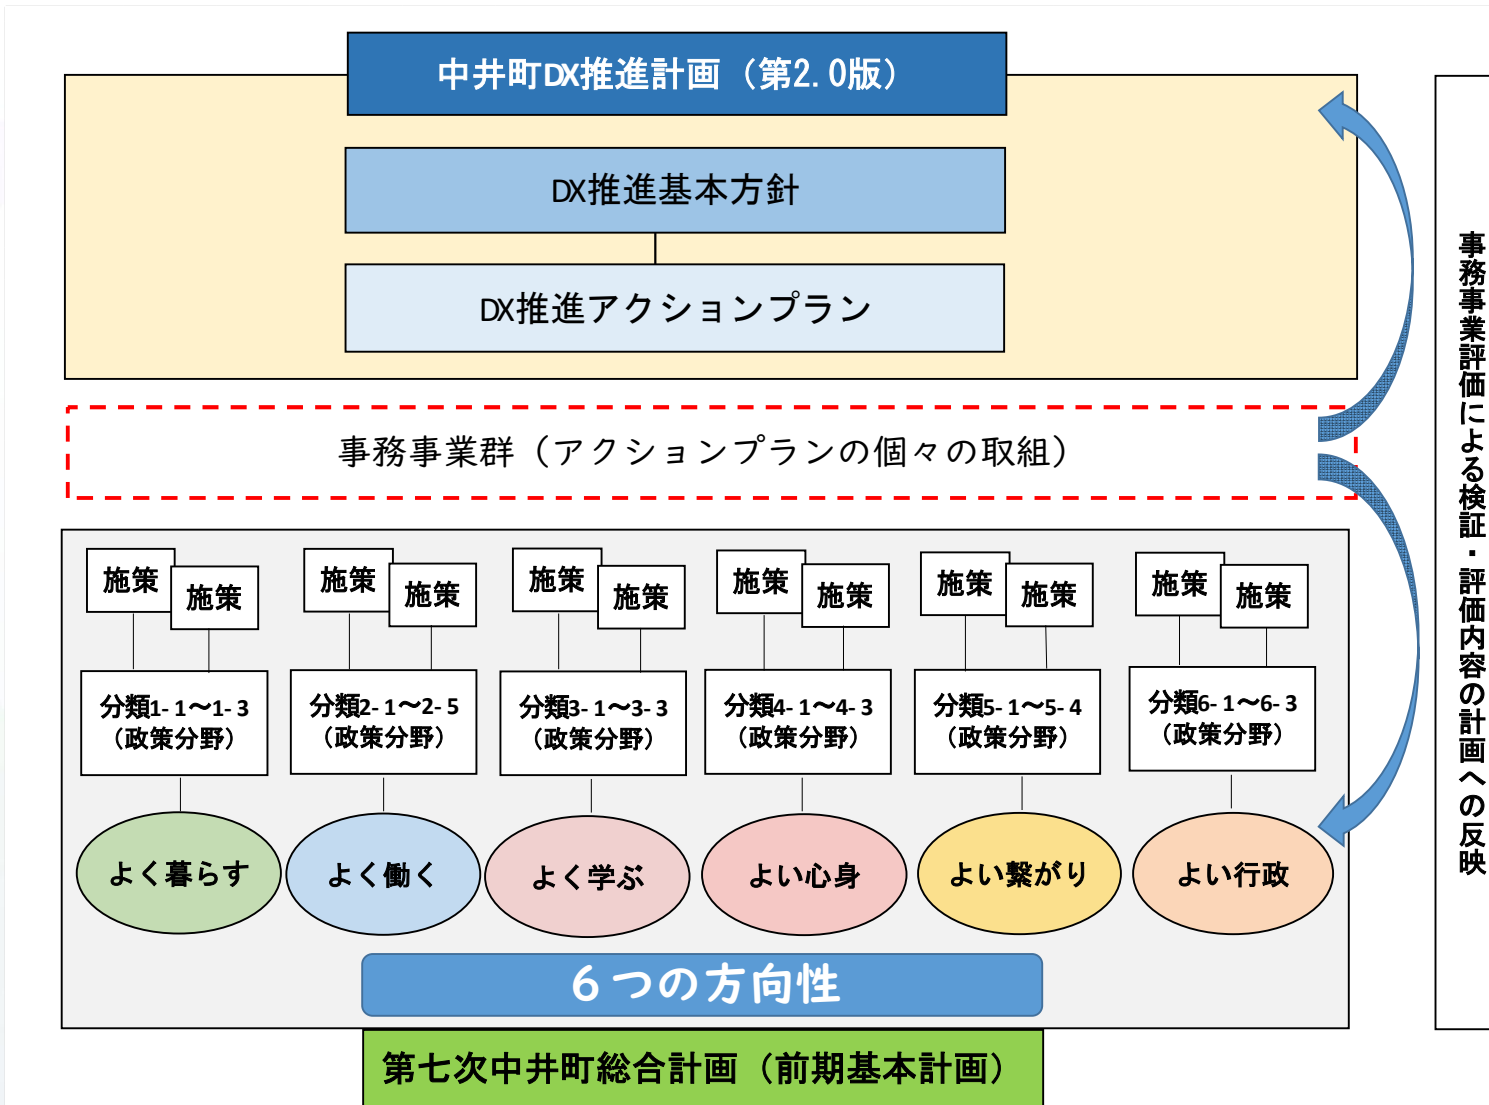 中井町DX推進計画（第2.0版）
DX推進基本方針
DX推進アクションプラン
事務事業群（アクションプランの個々の取組）
施策
施策
施策
施策
施策
施策
施策
施策
施策
施策
施策
施策
分類1-1～1-3
（政策分野）
分類2-1～2-5
（政策分野）
分類3-1～3-3
（政策分野）
分類4-1～4-3
（政策分野）
分類5-1～5-4
（政策分野）
分類6-1～6-3
（政策分野）
よく暮らす
よく働く
よく学ぶ
よい心身
よい繋がり
よい行政
６つの方向性
第七次中井町総合計画（前期基本計画）
事務事業評価による検証・評価内容の計画への反映